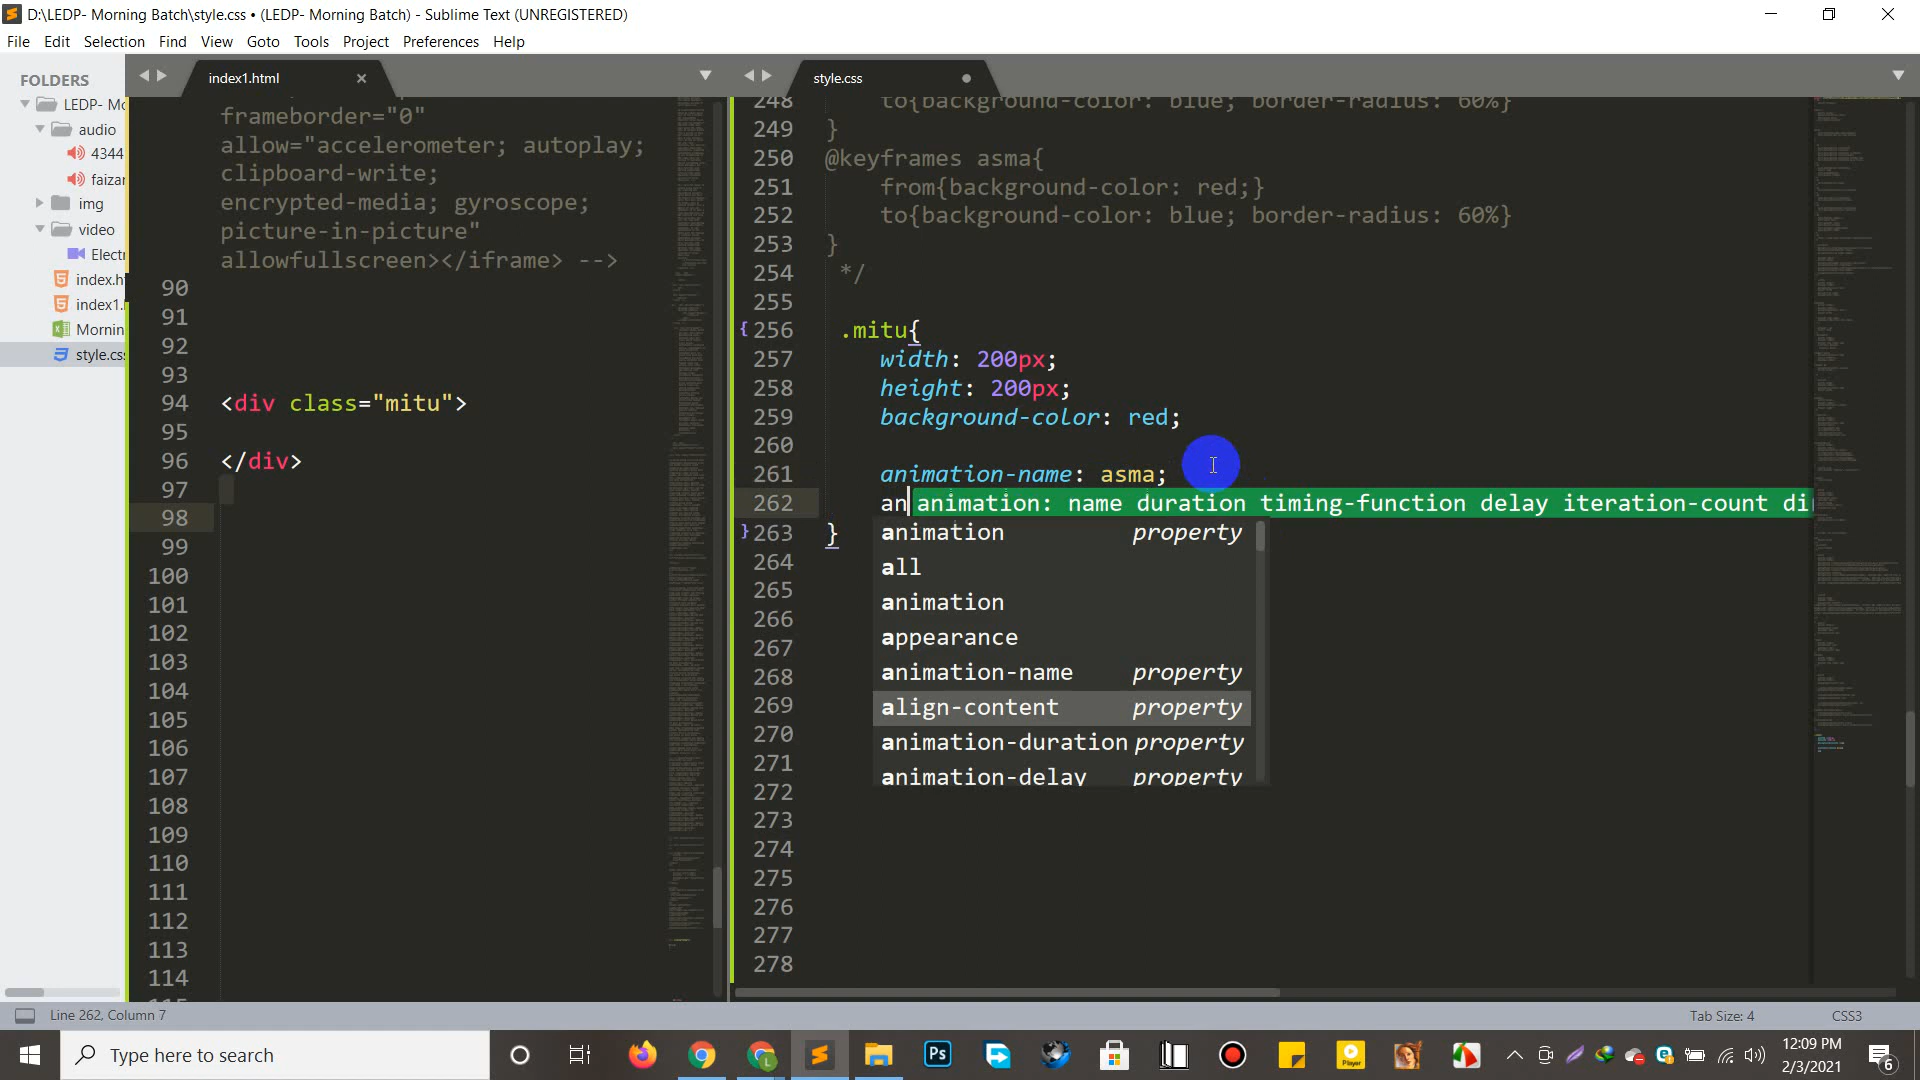 D:\LEDP- Morning Batch\style.css • (LEDP- Morning Batch) - Sublime Text (UNREGISTERED)
File Edit Selection Find View Goto Tools Project Preferences Help
FOLDERS
LEDP- Mo
audio
4344
faizar
img
video
Electr
index.h
index1.
Mornin
style.css
index1.html
frameborder="0"
allow="accelerometer; autoplay;
clipboard-write;
encrypted-media; gyroscope;
picture-in-picture"
allowfullscreen></iframe> -->
90
91
92
93
94 <div class="mitu">
95
96 </div>
97
98
99
100
101
102
103
104
105
106
107
108
109
110
111
112
113
114
style.css
248 to{background-color: blue; border-radius: 60%}
249 }
250 @keyframes asma{
251 from{background-color: red;}
252 to{background-color: blue; border-radius: 60%}
253 }
254 */
255
256 .mitu{
257 width: 200px;
258 height: 200px;
259 background-color: red;
260
261 animation-name: asma;
262 an animation: name duration timing-function delay iteration-count di
263 }
264
265
266
267
268
269
270
271
272
273
274
275
276
277
278
animation property
all
animation
appearance
animation-name property
align-content property
animation-duration property
animation-delay property
Line 262, Column 7
Tab Size: 4
CSS3
Type here to search
12:09 PM
2/3/2021
6